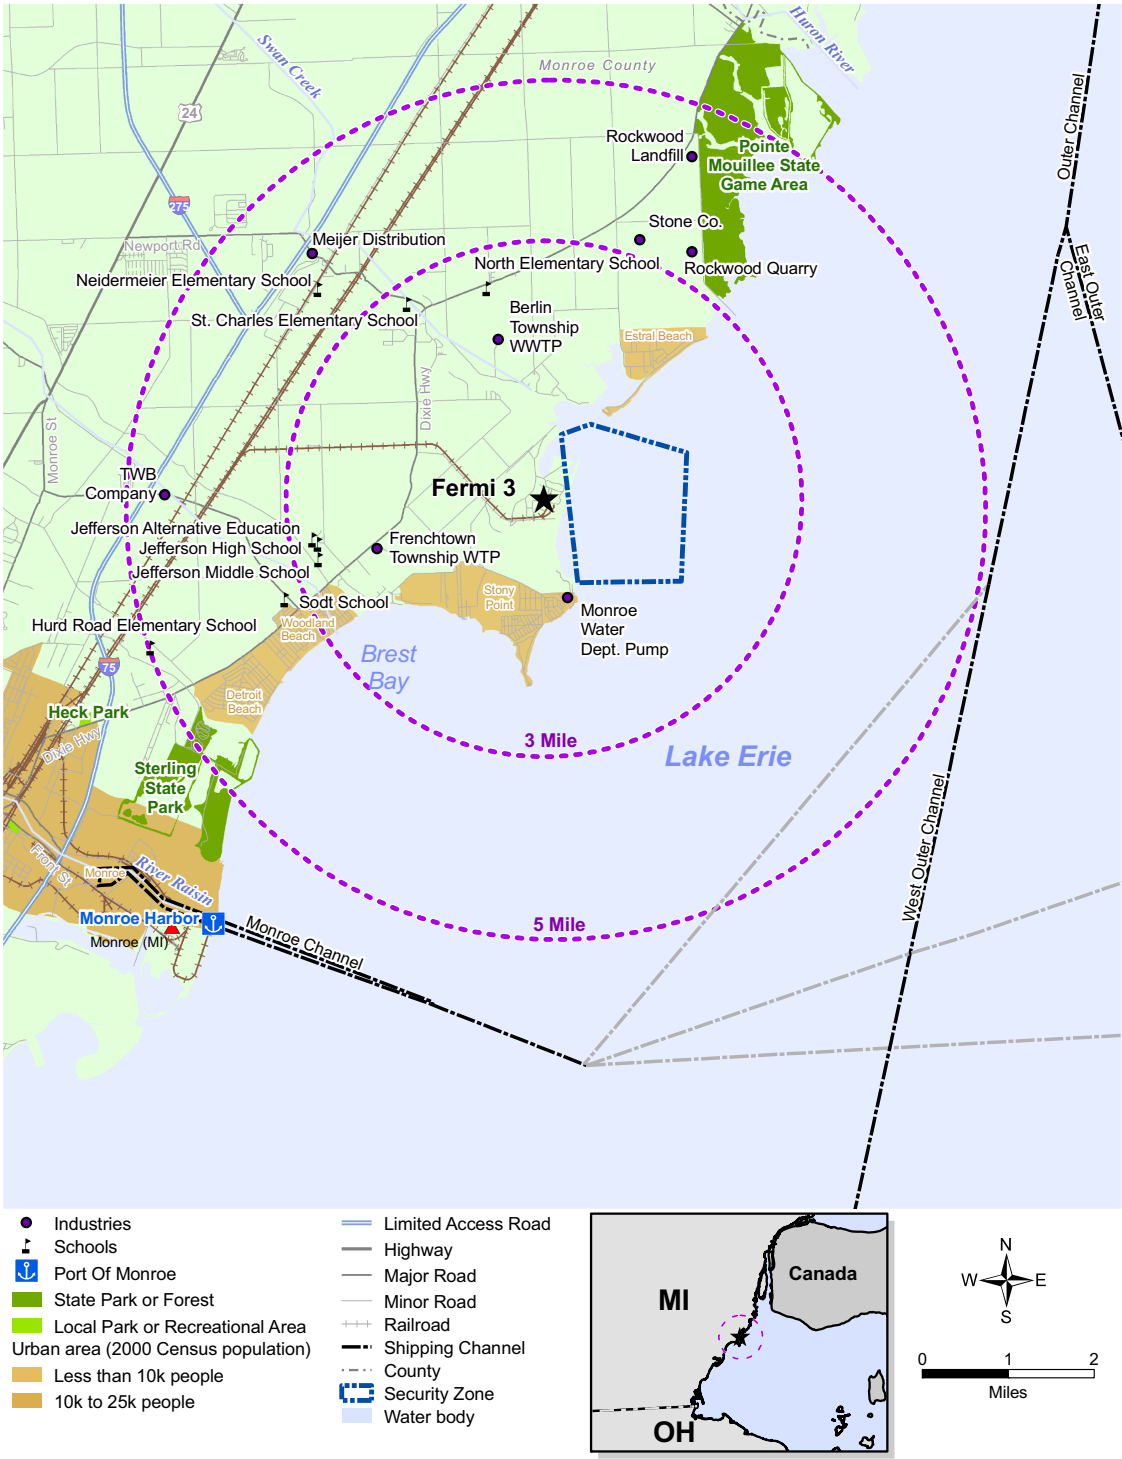 Swan Creek
Monroe County
Huron River
24
Rockwood
Landfill
Pointe
Mouillee State
Game Area
Outer Channel
275
Newport Rd
Meijer Distribution
Stone Co.
Neidermeier Elementary School
North Elementary School
Rockwood Quarry
East Outer
Channel
St. Charles Elementary School
Berlin
Township
WWTP
Estral Beach
Dixie Hwy
Monroe St
TWB
Company
Fermi 3
Jefferson Alternative Education
Jefferson High School
Jefferson Middle School
Frenchtown
Township WTP
Sodt School
Stony
Point
Monroe
Water
Dept. Pump
Hurd Road Elementary School
Woodland
Beach
Brest
Bay
75
Detroit
Beach
Heck Park
Dixie Hwy
3 Mile
Lake Erie
Sterling
State
Park
West Outer Channel
Front St
Monroe
River Raisin
Monroe Harbor
Monroe (MI)
Monroe Channel
5 Mile
Industries
Schools
Port Of Monroe
State Park or Forest
Local Park or Recreational Area
Urban area (2000 Census population)
Less than 10k people
10k to 25k people
Limited Access Road
Highway
Major Road
Minor Road
Railroad
Shipping Channel
County
Security Zone
Water body
MI
Canada
OH
N
W E
S
0 1 2
Miles